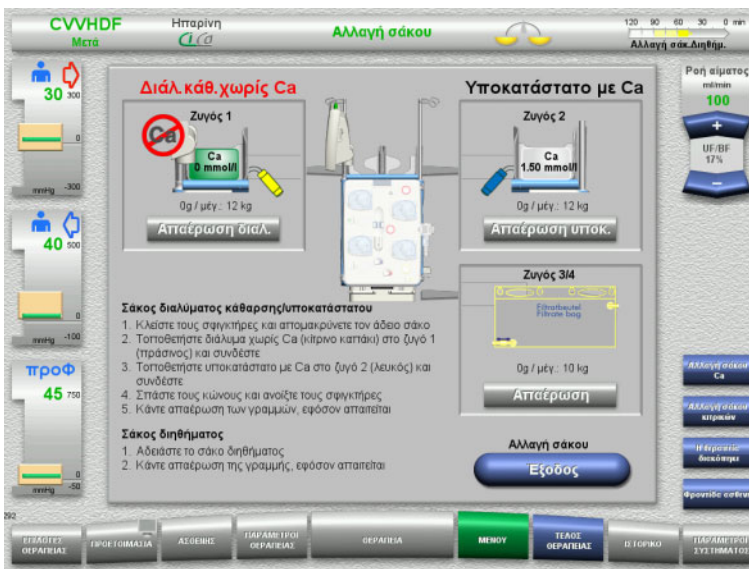 CVVHDF
Μετά
Ηπαρίνη
CiCa
Αλλαγή σάκου
120 90 60 30 0 min
Αλλαγή σάκ.Διηθήμ.
30 300
0
mmHg -300
40 500
0
mmHg -100
προΦ
45 750
mmHg -50
Διάλ.κάθ.χωρίς Ca
Ζυγός 1
Ca
Ca
0 mmol/l
0g / μέγ.: 12 kg
Απαέρωση διαλ.
Υποκατάστατο με Ca
Ζυγός 2
Ca
1.50 mmol/l
0g / μέγ.: 12 kg
Απαέρωση υποκ.
Ζυγός 3/4
Filtratbeutel
Filtrate bag
0g / μέγ.: 10 kg
Απαέρωση
Σάκος διαλύματος κάθαρσης/υποκατάστατου
1. Κλείστε τους σφιγκτήρες και απομακρύνετε τον άδειο σάκο
2. Τοποθετήστε διάλυμα χωρίς Ca (κίτρινο καπάκι) στο ζυγό 1
(πράσινος) και συνδέστε
3. Τοποθετήστε υποκατάστατο με Ca στο ζυγό 2 (λευκός) και
συνδέστε
4. Σπάστε τους κώνους και ανοίξτε τους σφιγκτήρες
5. Κάντε απαέρωση των γραμμών, εφόσον απαιτείται
Σάκος διηθήματος
1. Αδειάστε το σάκο διηθήματος
2. Κάντε απαέρωση της γραμμής, εφόσον απαιτείται
Αλλαγή σάκου
Εξοδος
Ροή αίματος
ml/min
100
+
UF/BF
17%
−
Αλλαγή σάκου
Ca
Αλλαγή σάκου
κιτρικών
Η θεραπεία
διακόπηκε
Φροντίδα ασθενή
292
ΕΠΙΛΟΓΕΣ
ΘΕΡΑΠΕΙΑΣ
ΠΡΟΕΤΟΙΜΑΣΙΑ
ΑΣΘΕΝΗΣ
ΠΑΡΑΜΕΤΡΟΙ
ΘΕΡΑΠΕΙΑΣ
ΘΕΡΑΠΕΙΑ
ΜΕΝΟΥ
ΤΕΛΟΣ
ΘΕΡΑΠΕΙΑΣ
ΙΣΤΟΡΙΚΟ
ΠΑΡΑΜΕΤΡΟΙ
ΣΥΣΤΗΜΑΤΟΣ